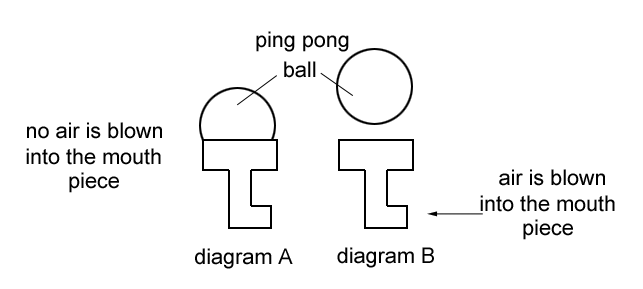 ping pong
ball
no air is blown
into the mouth
piece
air is blown
into the mouth
piece
diagram A
diagram B